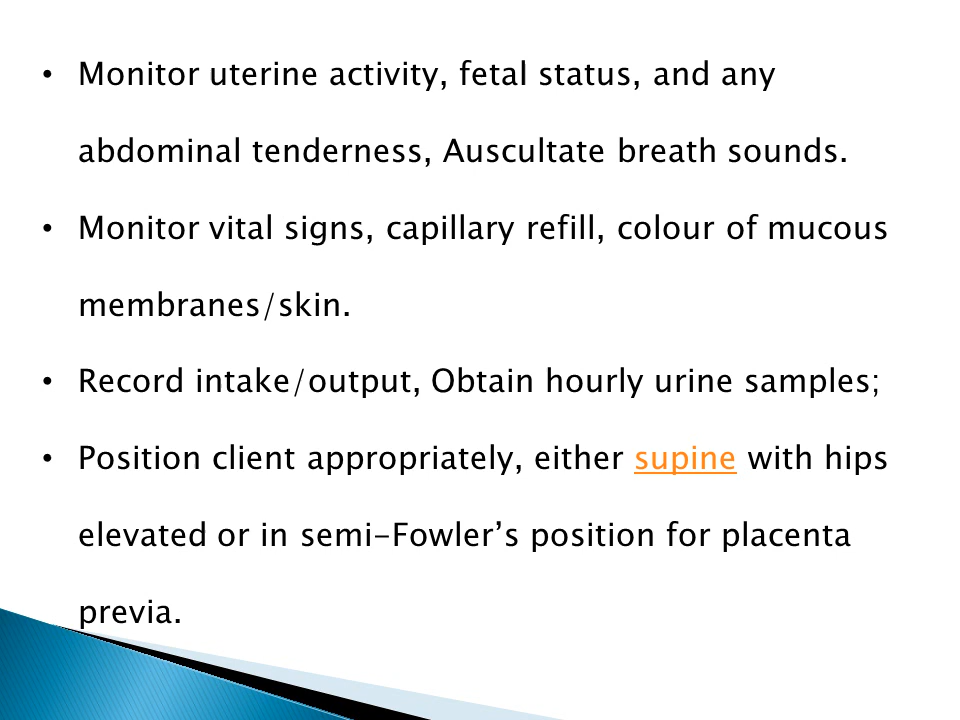 • Monitor uterine activity, fetal status, and any
abdominal tenderness, Auscultate breath sounds.
• Monitor vital signs, capillary refill, colour of mucous
membranes/skin.
• Record intake/output, Obtain hourly urine samples;
• Position client appropriately, either supine with hips
elevated or in semi-Fowler’s position for placenta
previa.